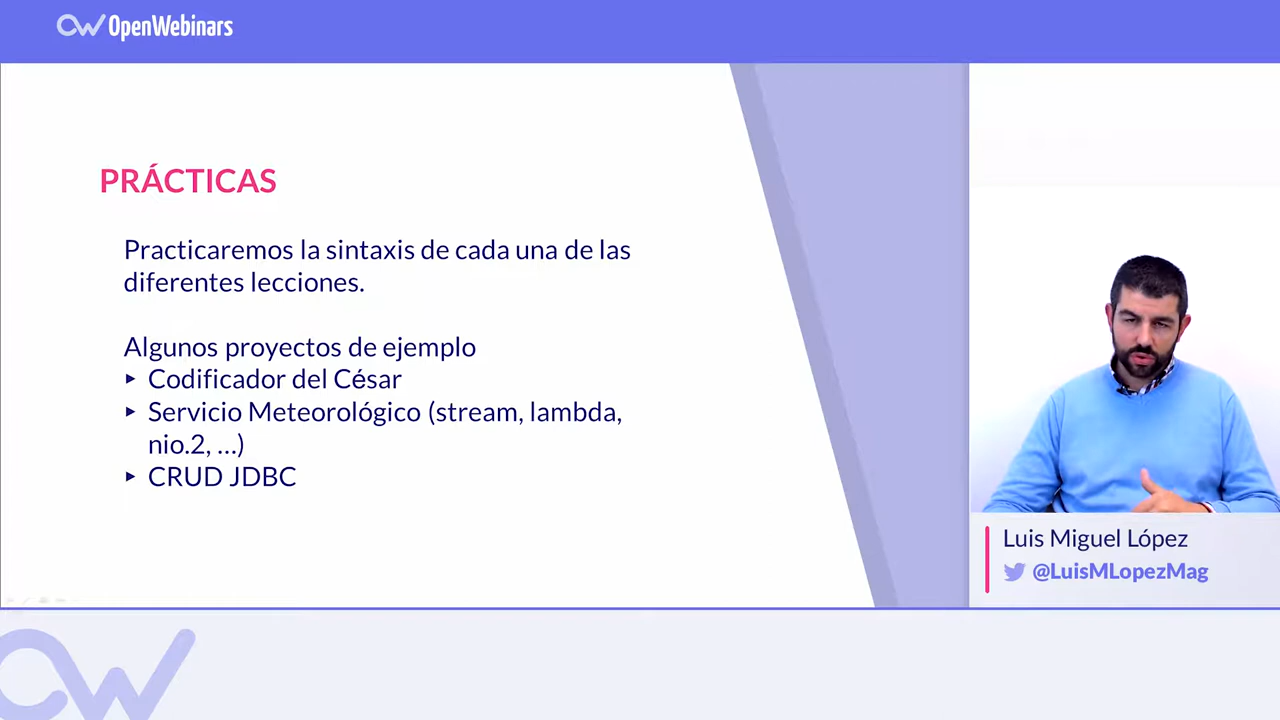 OpenWebinars
PRÁCTICAS
Practicaremos la sintaxis de cada una de las
diferentes lecciones.
Algunos proyectos de ejemplo
‣ Codificador del César
‣ Servicio Meteorológico (stream, lambda,
nio.2, ...)
‣ CRUD JDBC
Luis Miguel López
@LuisMLopezMag